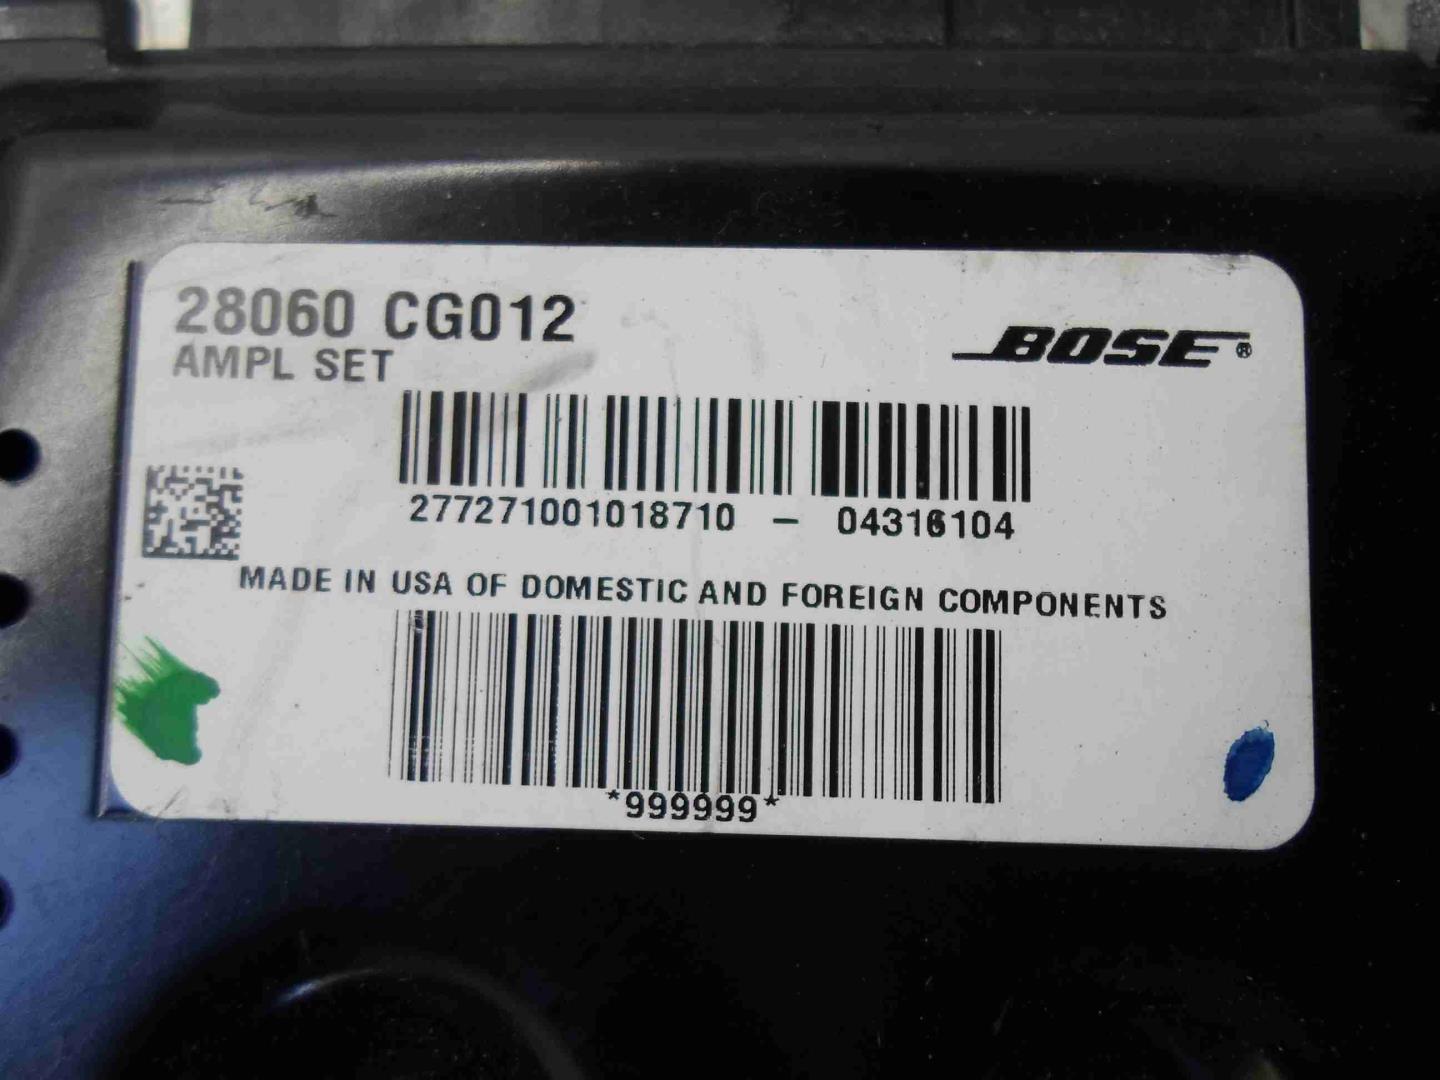 28060 CG012
AMPL SET
BOSE®
277271001018710 – 04316104
MADE IN USA OF DOMESTIC AND FOREIGN COMPONENTS
*999999*